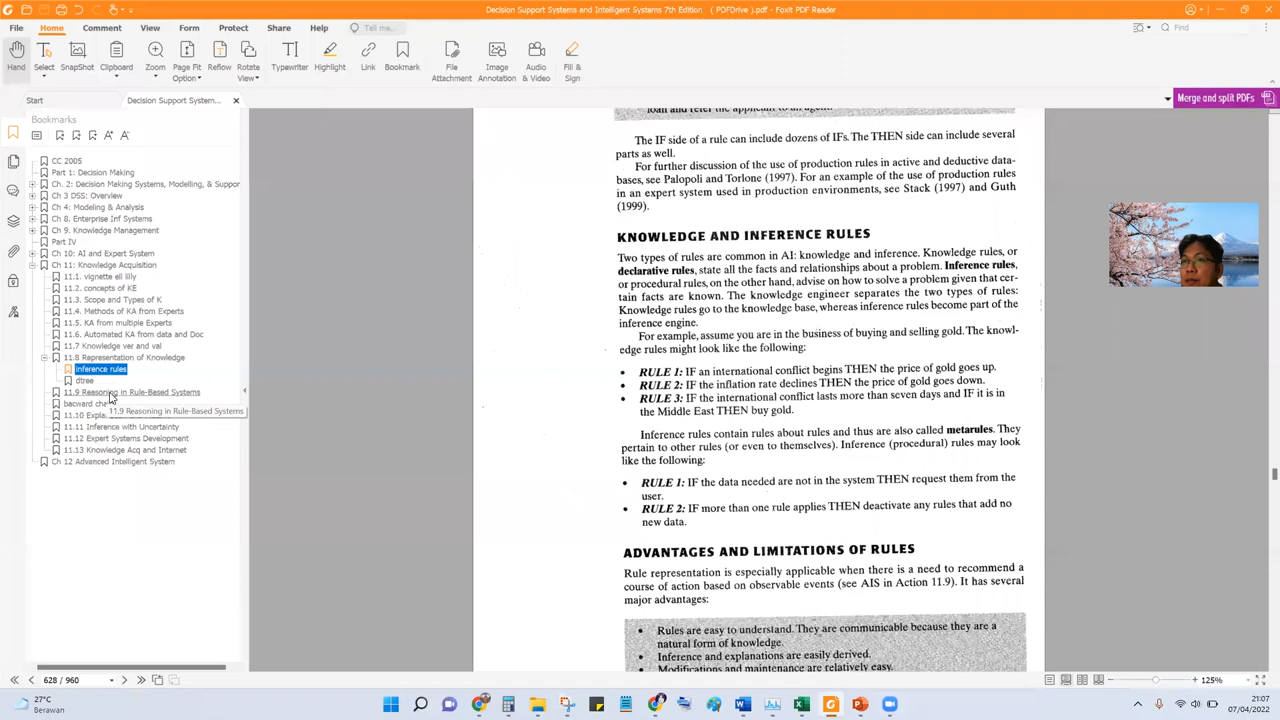 Decision Support Systems and Intelligent Systems 7th Edition ( PDFDrive ).pdf - Foxit PDF Reader
File Home Comment View Form Protect Share Help Tell me... Find
Hand Select SnapShot Clipboard Zoom Page Fit Option Reflow Rotate View Typewriter Highlight Link Bookmark File Attachment Image Annotation Audio & Video Fill & Sign
Start Decision Support System... Merge and split PDFs
Bookmarks
CC 2005
Part 1: Decision Making
Ch. 2: Decision Making Systems, Modelling, & Suppor
Ch 3 DSS: Overview
Ch 4: Modeling & Analysis
Ch 8. Enterprise Inf Systems
Ch 9. Knowledge Management
Part IV
Ch 10: AI and Expert System
Ch 11: Knowledge Acquisition
11.1. vignette eli lilly
11.2. concepts of KE
11.3. Scope and Types of K
11.4. Methods of KA from Experts
11.5. KA from multiple Experts
11.6. Automated KA from data and Doc
11.7 Knowledge ver and val
11.8 Representation of Knowledge
inference rules
dtree
11.9 Reasoning in Rule-Based Systems
bacward cha
11.9 Reasoning in Rule-Based Systems
11.10 Expla
11.11 Inference with Uncertainty
11.12 Expert Systems Development
11.13 Knowledge Acq and Internet
Ch 12 Advanced Intelligent System
loan and refer the applicant to an agent.
The IF side of a rule can include dozens of IFs. The THEN side can include several
parts as well.
For further discussion of the use of production rules in active and deductive data-
bases, see Palopoli and Torlone (1997). For an example of the use of production rules
in an expert system used in production environments, see Stack (1997) and Guth
(1999).
KNOWLEDGE AND INFERENCE RULES
Two types of rules are common in AI: knowledge and inference. Knowledge rules, or
declarative rules, state all the facts and relationships about a problem. Inference rules,
or procedural rules, on the other hand, advise on how to solve a problem given that cer-
tain facts are known. The knowledge engineer separates the two types of rules:
Knowledge rules go to the knowledge base, whereas inference rules become part of the
inference engine.
For example, assume you are in the business of buying and selling gold. The knowl-
edge rules might look like the following:
• RULE 1: IF an international conflict begins THEN the price of gold goes up.
• RULE 2: IF the inflation rate declines THEN the price of gold goes down.
• RULE 3: IF the international conflict lasts more than seven days and IF it is in
the Middle East THEN buy gold.
Inference rules contain rules about rules and thus are also called metarules. They
pertain to other rules (or even to themselves). Inference (procedural) rules may look
like the following:
• RULE 1: IF the data needed are not in the system THEN request them from the
user.
• RULE 2: IF more than one rule applies THEN deactivate any rules that add no
new data.
ADVANTAGES AND LIMITATIONS OF RULES
Rule representation is especially applicable when there is a need to recommend a
course of action based on observable events (see AIS in Action 11.9). It has several
major advantages:
• Rules are easy to understand. They are communicable because they are a
natural form of knowledge.
• Inference and explanations are easily derived.
• Modifications and maintenance are relatively easy.
628 / 960 125%
27°C
Berawan
21:07
07/04/2022